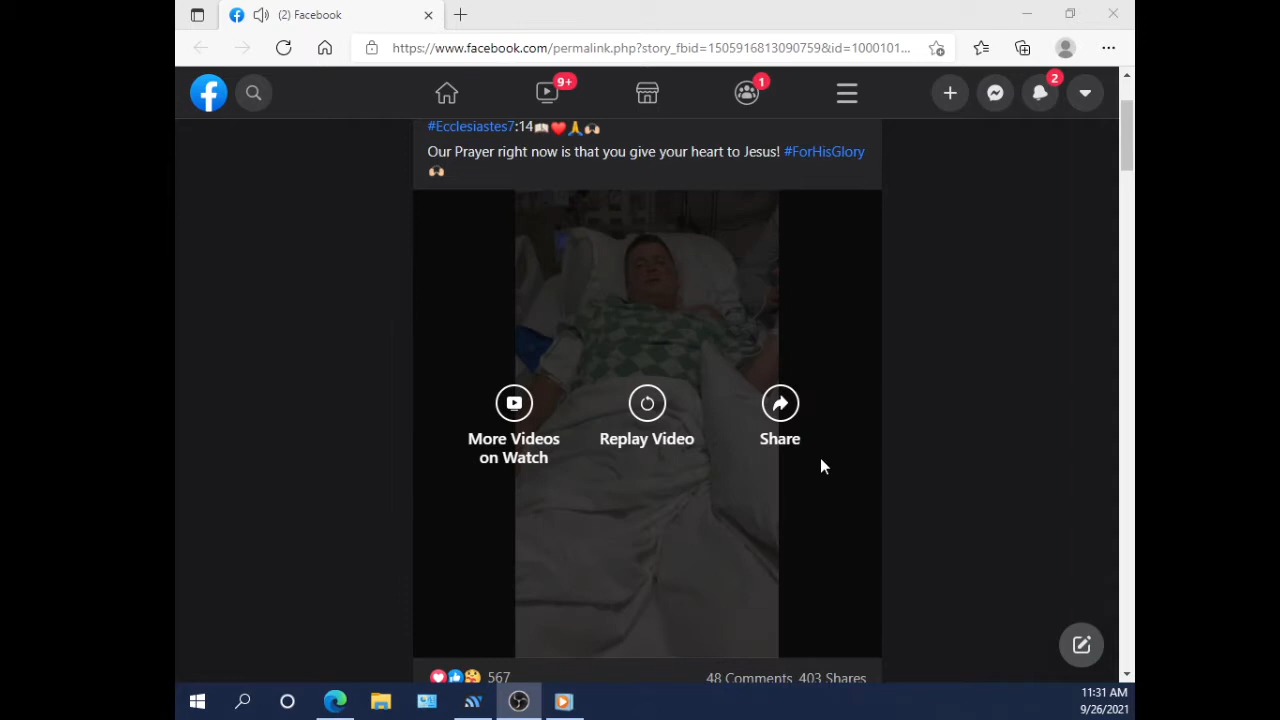 (2) Facebook
https://www.facebook.com/permalink.php?story_fbid=1505916813090759&id=1000101...
9+
1
2
#Ecclesiastes7:14📖❤️🙏🙌🏻
Our Prayer right now is that you give your heart to Jesus! #ForHisGlory
🙌🏻
More Videos
on Watch
Replay Video
Share
567
48 Comments 403 Shares
11:31 AM
9/26/2021